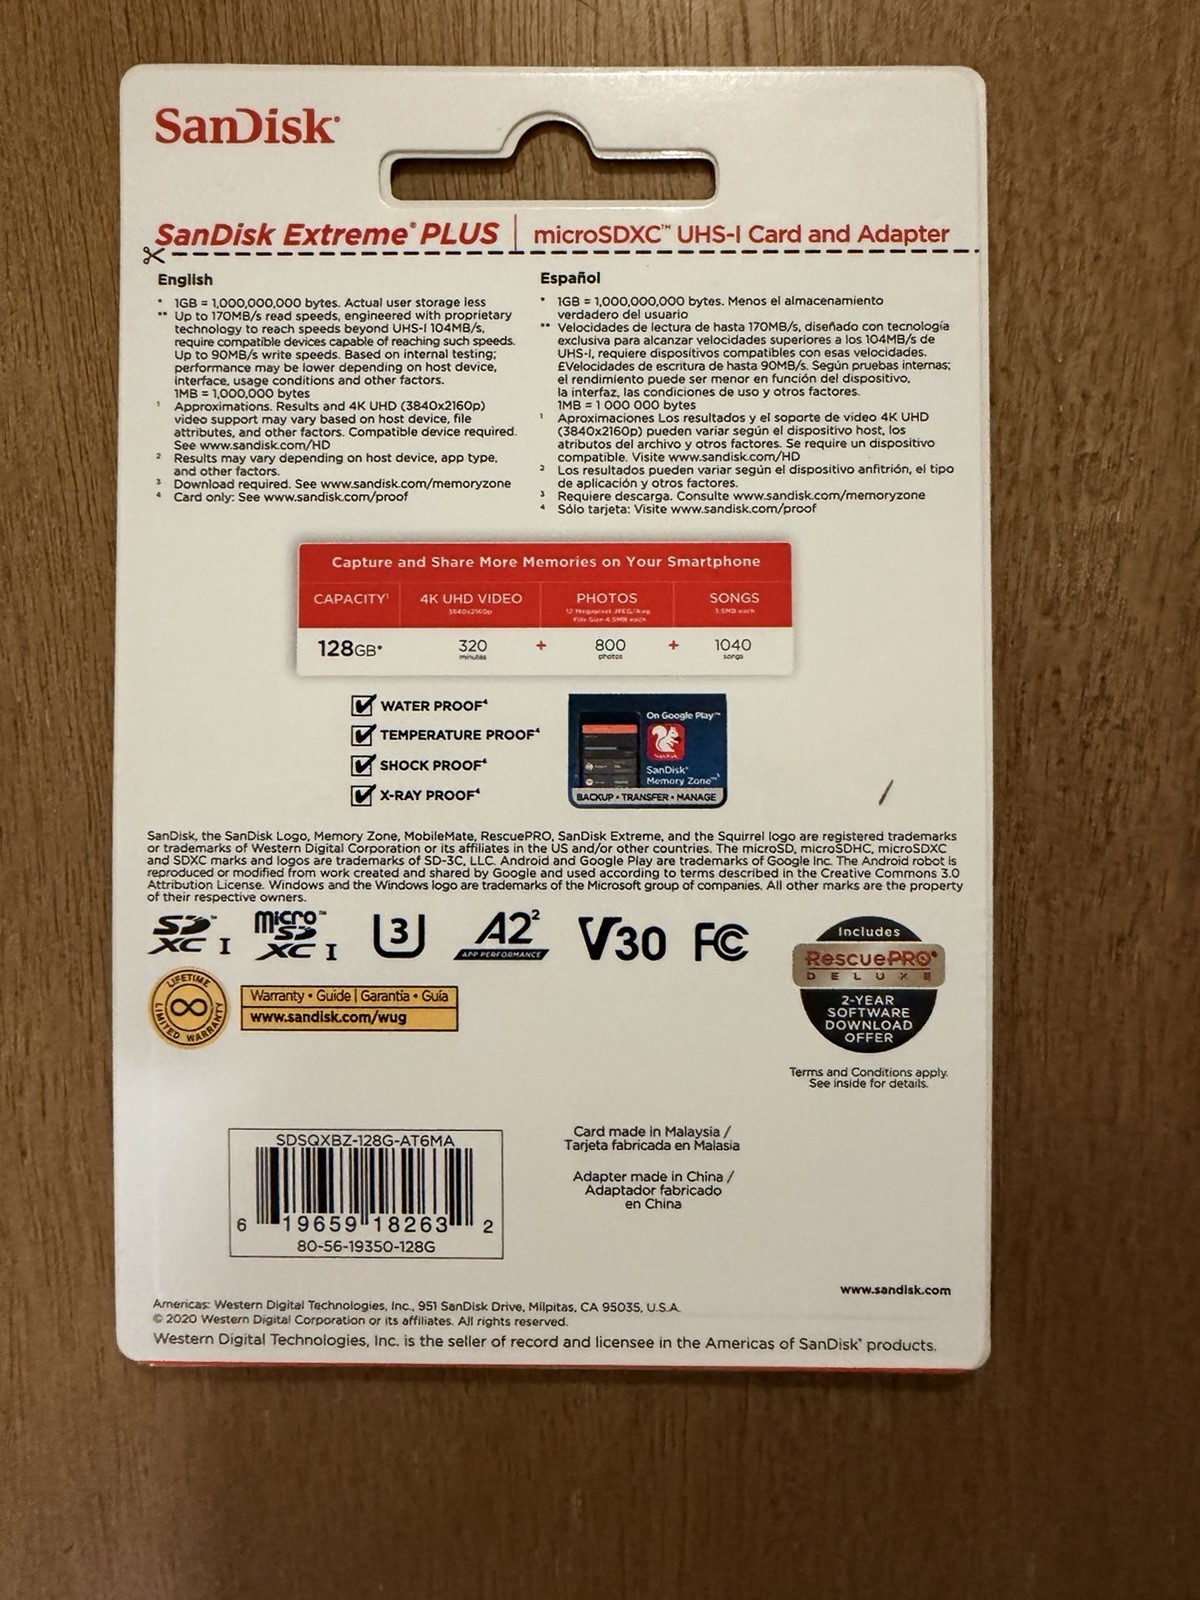 SanDisk®
SanDisk Extreme® PLUS | microSDXC™ UHS-I Card and Adapter
English
* 1GB = 1,000,000,000 bytes. Actual user storage less
** Up to 170MB/s read speeds, engineered with proprietary
technology to reach speeds beyond UHS-I 104MB/s,
require compatible devices capable of reaching such speeds.
Up to 90MB/s write speeds. Based on internal testing;
performance may be lower depending on host device,
interface, usage conditions and other factors.
1MB = 1,000,000 bytes
¹ Approximations. Results and 4K UHD (3840x2160p)
video support may vary based on host device, file
attributes, and other factors. Compatible device required.
See www.sandisk.com/HD
² Results may vary depending on host device, app type,
and other factors.
³ Download required. See www.sandisk.com/memoryzone
⁴ Card only: See www.sandisk.com/proof
Español
* 1GB = 1,000,000,000 bytes. Menos el almacenamiento
verdadero del usuario
** Velocidades de lectura de hasta 170MB/s, diseñado con tecnología
exclusiva para alcanzar velocidades superiores a los 104MB/s de
UHS-I, requiere dispositivos compatibles con esas velocidades.
EVelocidades de escritura de hasta 90MB/s. Según pruebas internas;
el rendimiento puede ser menor en función del dispositivo,
la interfaz, las condiciones de uso y otros factores.
1MB = 1 000 000 bytes
¹ Aproximaciones Los resultados y el soporte de video 4K UHD
(3840x2160p) pueden variar según el dispositivo host, los
atributos del archivo y otros factores. Se require un dispositivo
compatible. Visite www.sandisk.com/HD
² Los resultados pueden variar según el dispositivo anfitrión, el tipo
de aplicación y otros factores.
³ Requiere descarga. Consulte www.sandisk.com/memoryzone
⁴ Sólo tarjeta: Visite www.sandisk.com/proof
Capture and Share More Memories on Your Smartphone
CAPACITY¹ 4K UHD VIDEO PHOTOS SONGS
3840x2160p 12 Megapixel JPEG/Avg. 3.5MB each
File Size 4.5MB each
128GB* 320 + 800 + 1040
minutes photos songs
WATER PROOF⁴
TEMPERATURE PROOF⁴
SHOCK PROOF⁴
X-RAY PROOF⁴
On Google Play™
SanDisk
SanDisk®
Memory Zone™³
BACKUP • TRANSFER • MANAGE
SanDisk, the SanDisk Logo, Memory Zone, MobileMate, RescuePRO, SanDisk Extreme, and the Squirrel logo are registered trademarks
or trademarks of Western Digital Corporation or its affiliates in the US and/or other countries. The microSD, microSDHC, microSDXC
and SDXC marks and logos are trademarks of SD-3C, LLC. Android and Google Play are trademarks of Google Inc. The Android robot is
reproduced or modified from work created and shared by Google and used according to terms described in the Creative Commons 3.0
Attribution License. Windows and the Windows logo are trademarks of the Microsoft group of companies. All other marks are the property
of their respective owners.
SD™ XC I micro™ SD XC I 3 A2² APP PERFORMANCE V30 FC
LIFETIME
LIMITED WARRANTY
Warranty • Guide | Garantía • Guía
www.sandisk.com/wug
Includes
RescuePRO®
DELUXE
2-YEAR
SOFTWARE
DOWNLOAD
OFFER
Terms and Conditions apply.
See inside for details.
SDSQXBZ-128G-AT6MA
6 19659 18263 2
80-56-19350-128G
Card made in Malaysia /
Tarjeta fabricada en Malasia
Adapter made in China /
Adaptador fabricado
en China
www.sandisk.com
Americas: Western Digital Technologies, Inc., 951 SanDisk Drive, Milpitas, CA 95035, U.S.A.
© 2020 Western Digital Corporation or its affiliates. All rights reserved.
Western Digital Technologies, Inc. is the seller of record and licensee in the Americas of SanDisk® products.